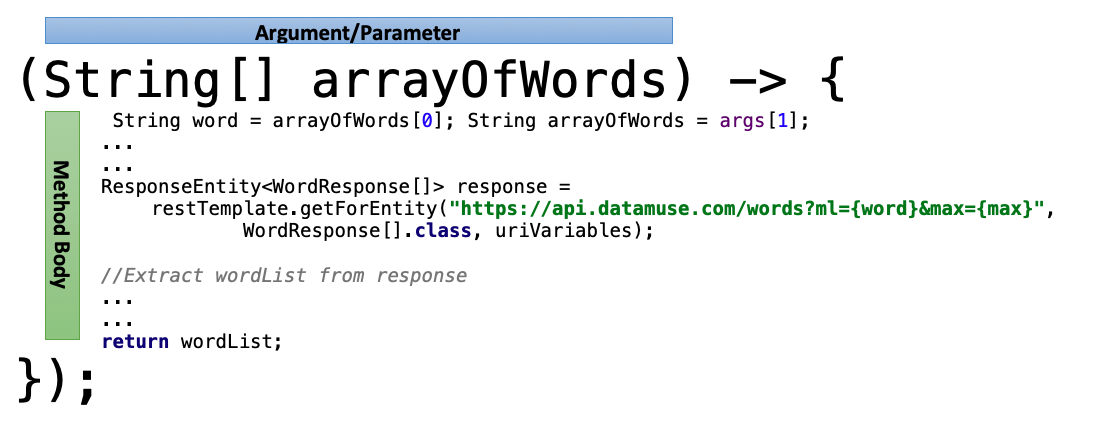 Argument/Parameter
(String[] arrayOfWords) -> {
Method Body
String word = arrayOfWords[0]; String arrayOfWords = args[1];
...
...
ResponseEntity<WordResponse[]> response =
restTemplate.getForEntity("https://api.datamuse.com/words?ml={word}&max={max}",
WordResponse[].class, uriVariables);
//Extract wordList from response
...
...
return wordList;
});